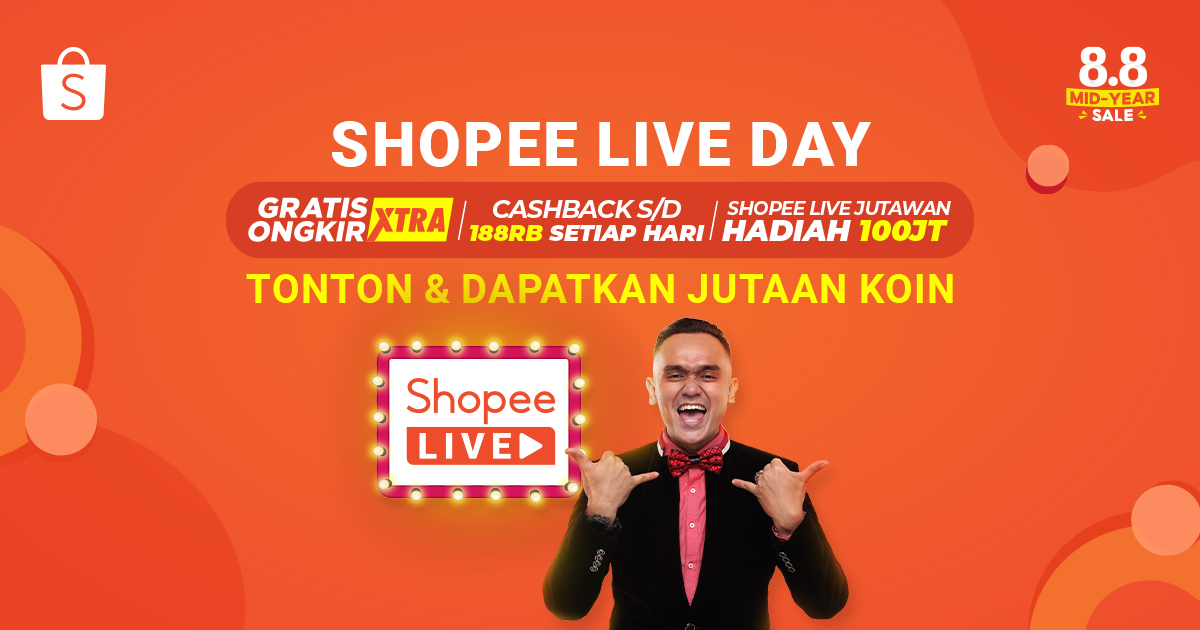 S
8.8
MID-YEAR
SALE
SHOPEE LIVE DAY
GRATIS
ONGKIR XTRA
CASHBACK S/D
188RB SETIAP HARI
SHOPEE LIVE JUTAWAN
HADIAH 100JT
TONTON & DAPATKAN JUTAAN KOIN
Shopee
LIVE